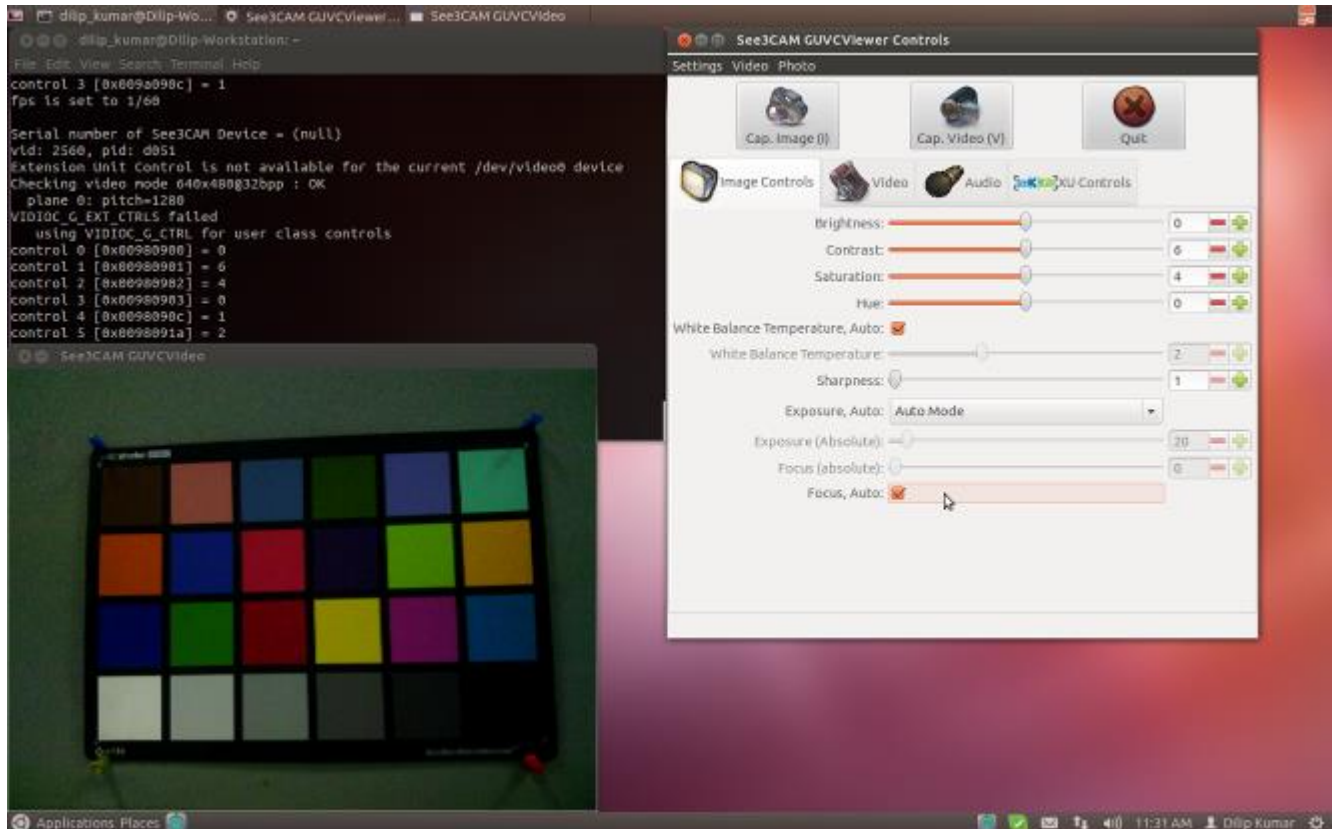 dilip_kumar@Dilip-Wo... See3CAM GUVCViewer... See3CAM GUVCVideo
dilip_kumar@Dilip-Workstation: ~
File Edit View Search Terminal Help
control 3 [0x009a090c] = 1
fps is set to 1/60
Serial number of See3CAM Device = (null)
vid: 2560, pid: d051
Extension Unit Control is not available for the current /dev/video0 device
Checking video mode 640x480@32bpp : OK
plane 0: pitch=1280
VIDIOC_G_EXT_CTRLS failed
using VIDIOC_G_CTRL for user class controls
control 0 [0x00980900] = 0
control 1 [0x00980901] = 6
control 2 [0x00980902] = 4
control 3 [0x00980903] = 0
control 4 [0x0098090c] = 1
control 5 [0x0098091a] = 2
See3CAM GUVCVideo
See3CAM GUVCViewer Controls
Settings Video Photo
Cap. Image (I) Cap. Video (V) Quit
Image Controls Video Audio XU Controls
Brightness: 0
Contrast: 6
Saturation: 4
Hue: 0
White Balance Temperature, Auto:
White Balance Temperature: 2
Sharpness: 1
Exposure, Auto: Auto Mode
Exposure (Absolute): 20
Focus (absolute): 0
Focus, Auto:
Applications Places 11:31 AM Dilip Kumar